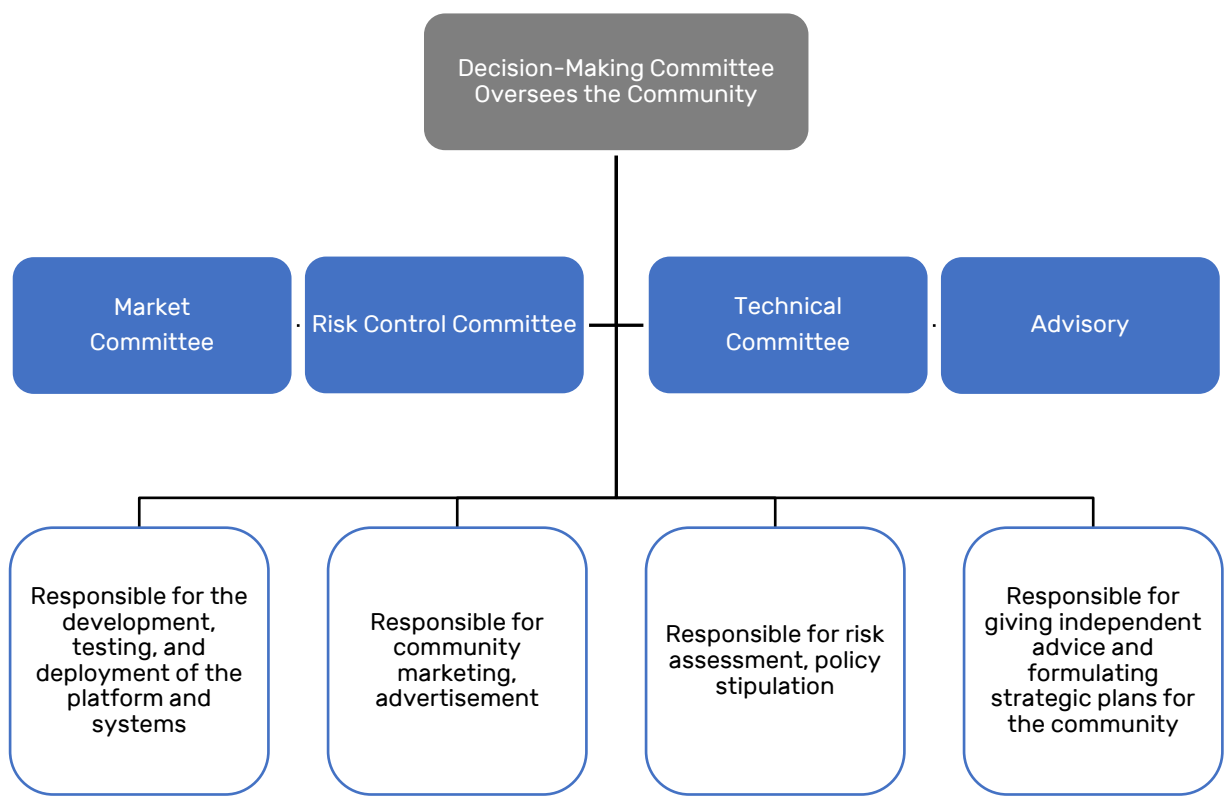 Decision-Making Committee
Oversees the Community
Market
Committee
Risk Control Committee
Technical
Committee
Advisory
Responsible for the
development,
testing, and
deployment of the
platform and
systems
Responsible for
community
marketing,
advertisement
Responsible for risk
assessment, policy
stipulation
Responsible for
giving independent
advice and
formulating
strategic plans for
the community